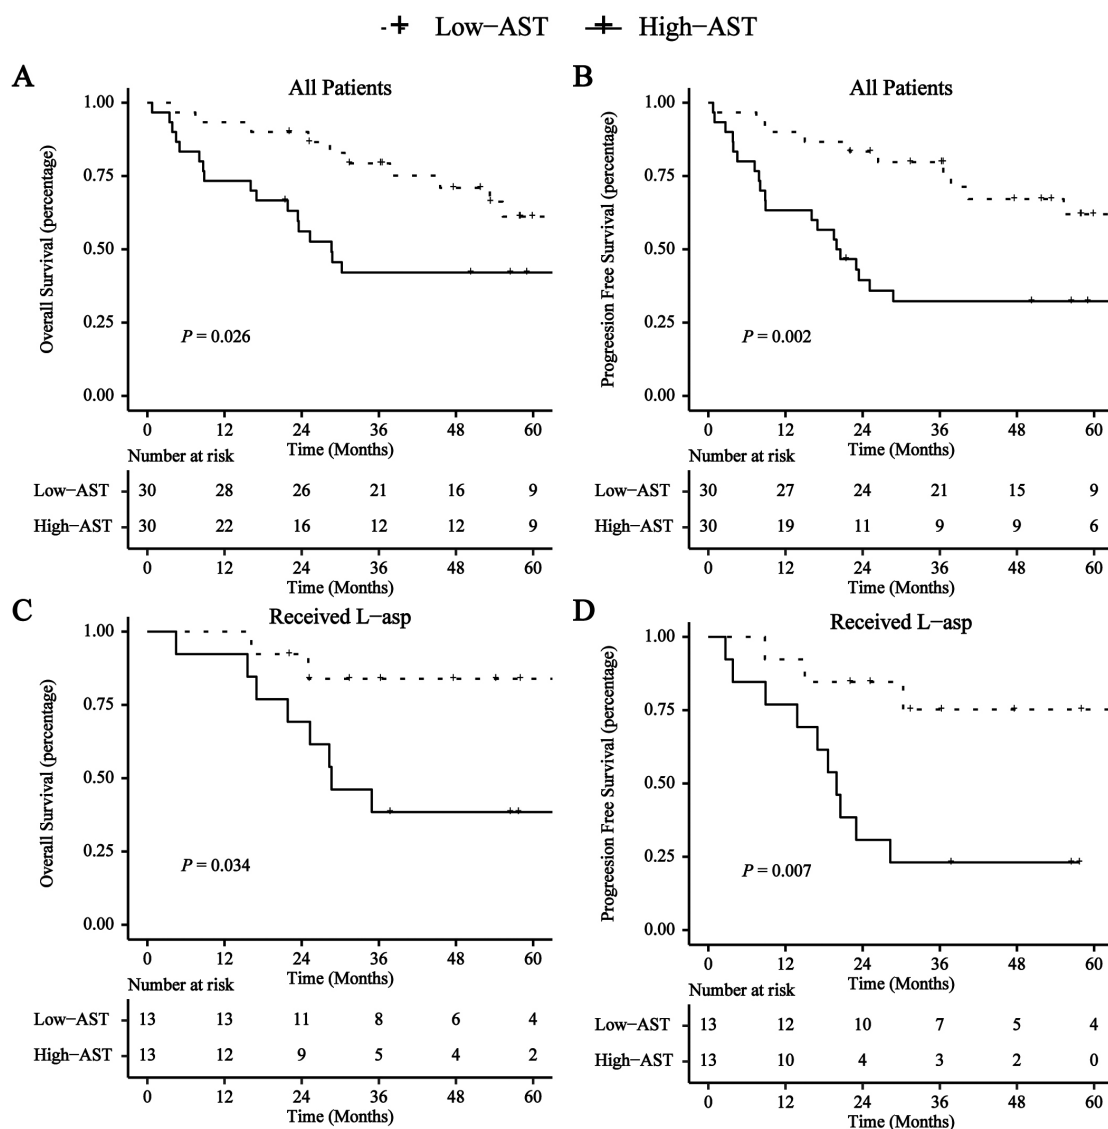 Low−AST High−AST
A
All Patients
Overall Survival (percentage)
1.00
0.75
0.50
0.25
0.00
P = 0.026
0 12 24 36 48 60
Time (Months)
Number at risk
Low−AST 30 28 26 21 16 9
High−AST 30 22 16 12 12 9
0 12 24 36 48 60
Time (Months)
B
All Patients
Progreesion Free Survival (percentage)
1.00
0.75
0.50
0.25
0.00
P = 0.002
0 12 24 36 48 60
Time (Months)
Number at risk
Low−AST 30 27 24 21 15 9
High−AST 30 19 11 9 9 6
0 12 24 36 48 60
Time (Months)
C
Received L−asp
Overall Survival (percentage)
1.00
0.75
0.50
0.25
0.00
P = 0.034
0 12 24 36 48 60
Time (Months)
Number at risk
Low−AST 13 13 11 8 6 4
High−AST 13 12 9 5 4 2
0 12 24 36 48 60
Time (Months)
D
Received L−asp
Progreesion Free Survival (percentage)
1.00
0.75
0.50
0.25
0.00
P = 0.007
0 12 24 36 48 60
Time (Months)
Number at risk
Low−AST 13 12 10 7 5 4
High−AST 13 10 4 3 2 0
0 12 24 36 48 60
Time (Months)